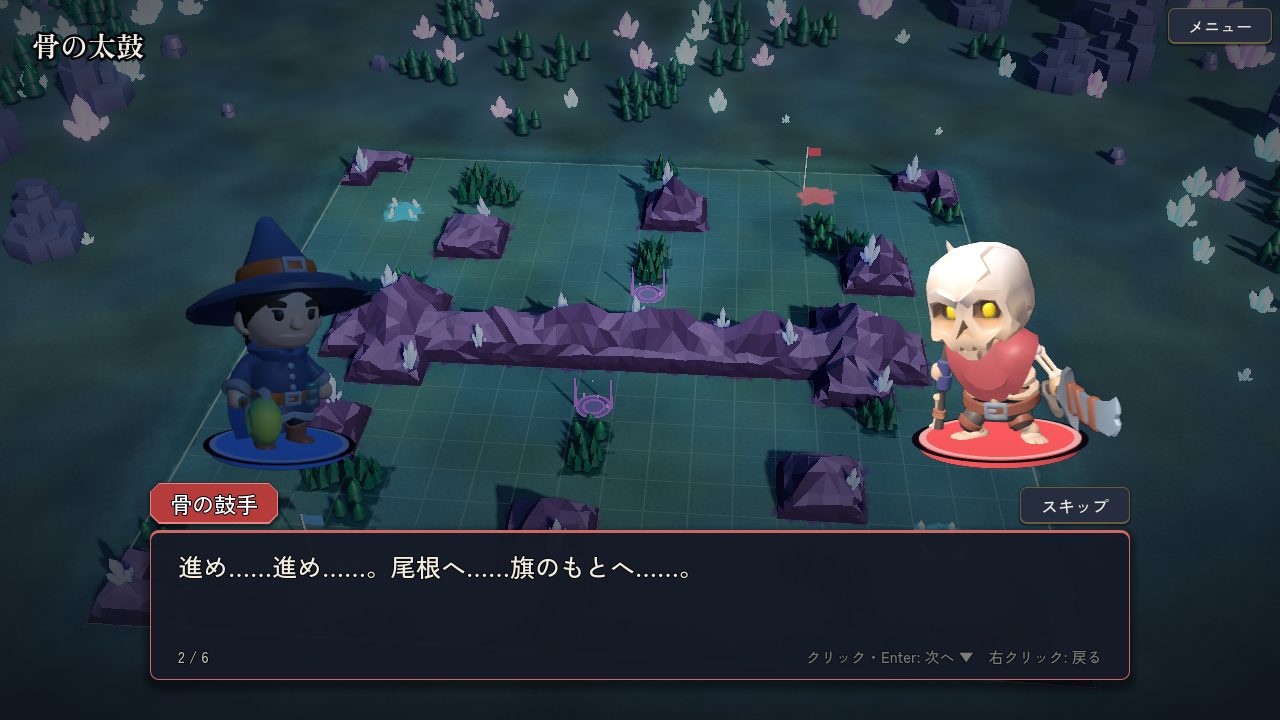 骨の太鼓
メニュー
骨の鼓手
スキップ
進め……進め……。尾根へ……旗のもとへ……。
2 / 6
クリック・Enter: 次へ ▼ 右クリック: 戻る